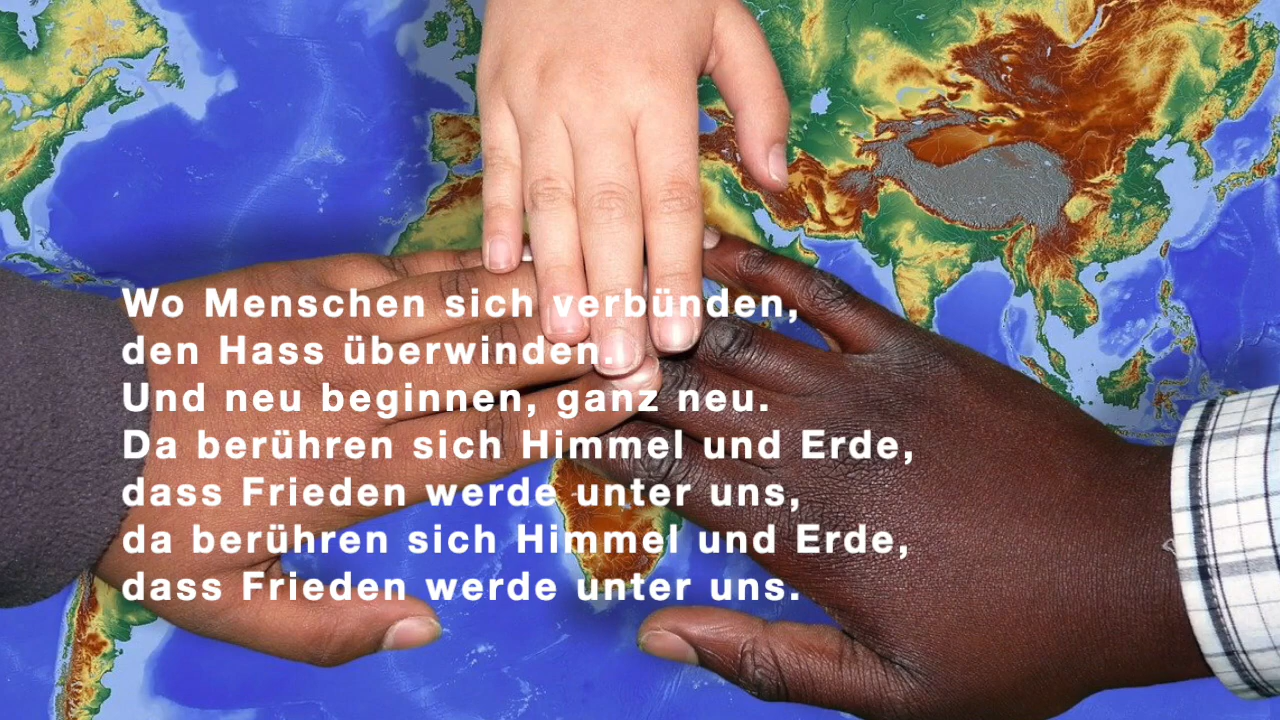 Wo Menschen sich verbünden,
den Hass überwinden.
Und neu beginnen, ganz neu.
Da berühren sich Himmel und Erde,
dass Frieden werde unter uns,
da berühren sich Himmel und Erde,
dass Frieden werde unter uns.